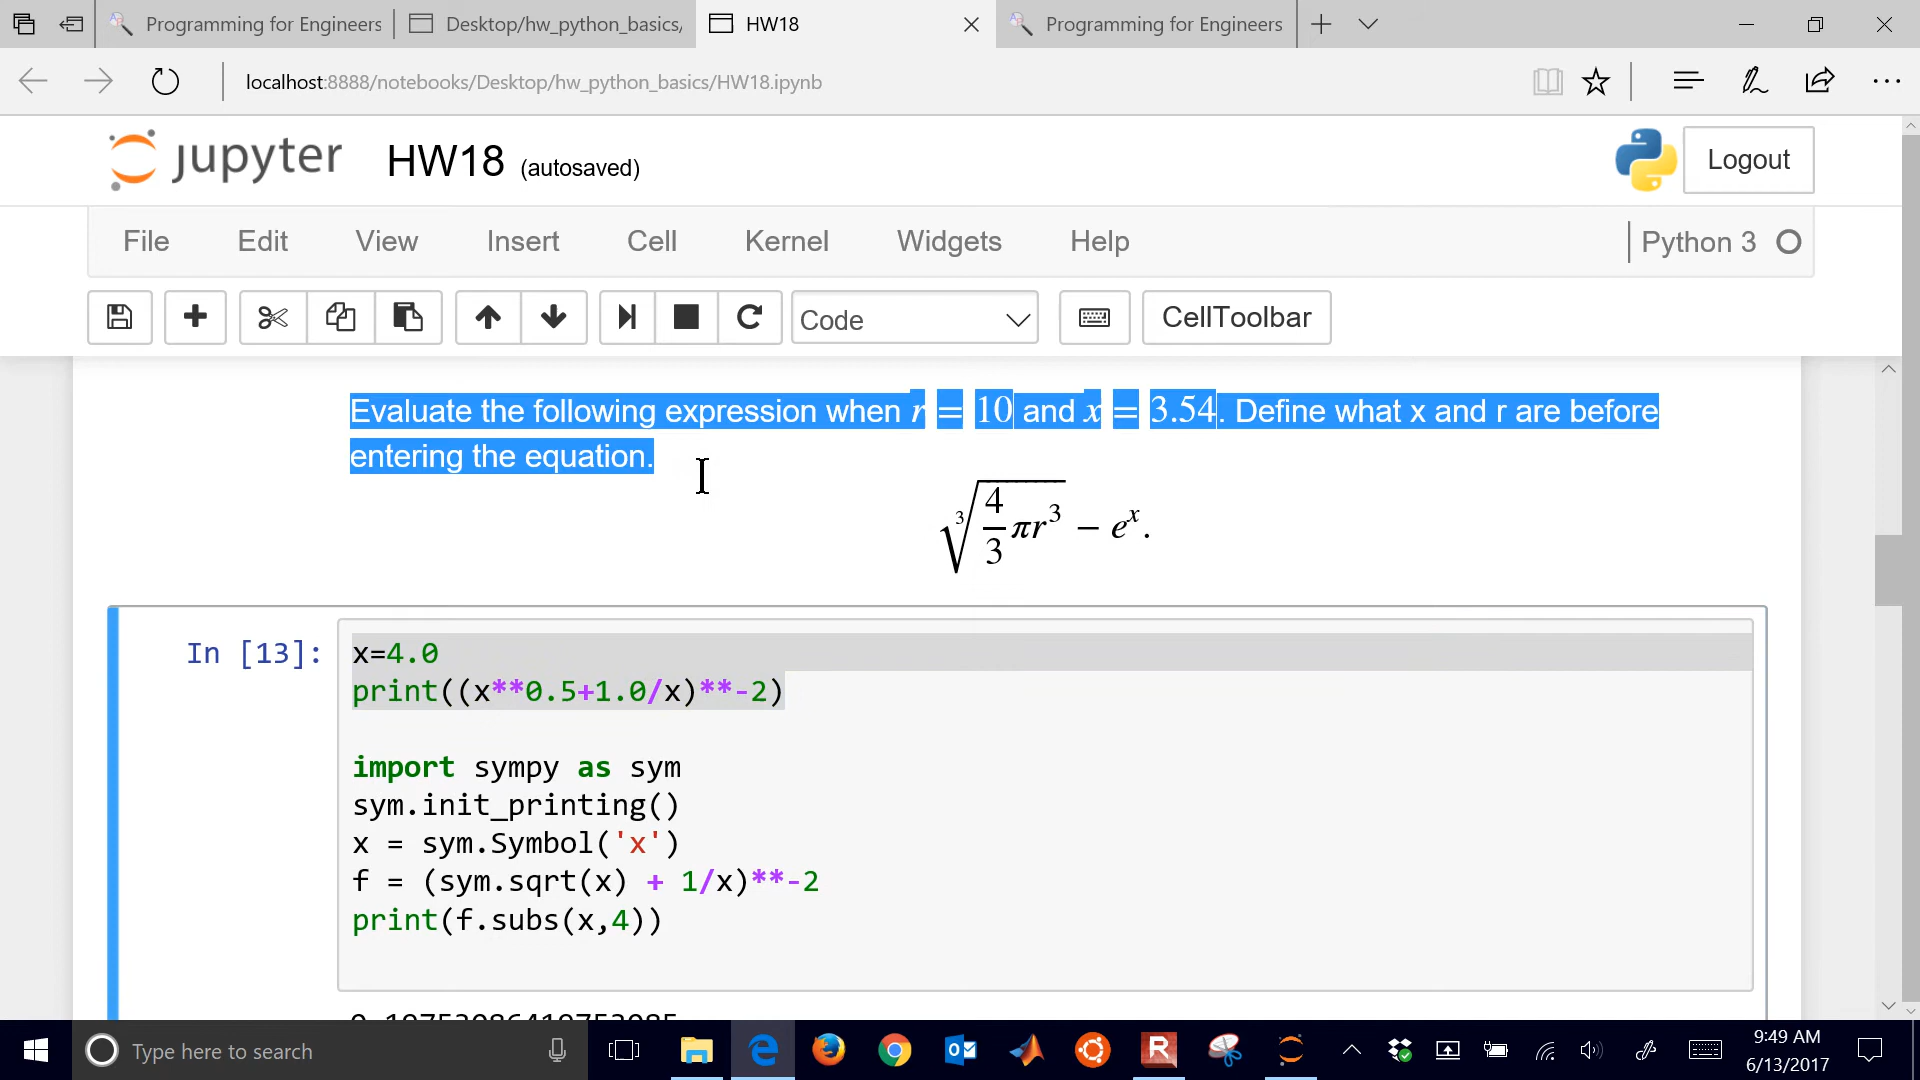 Programming for Engineers
Desktop/hw_python_basics/
HW18
Programming for Engineers
localhost:8888/notebooks/Desktop/hw_python_basics/HW18.ipynb
jupyter HW18 (autosaved)
Logout
File Edit View Insert Cell Kernel Widgets Help
Python 3
Code
CellToolbar
Evaluate the following expression when r = 10 and x = 3.54. Define what x and r are before
entering the equation.
∛(4/3 πr³) − eˣ.
In [13]:
x=4.0
print((x**0.5+1.0/x)**-2)
import sympy as sym
sym.init_printing()
x = sym.Symbol('x')
f = (sym.sqrt(x) + 1/x)**-2
print(f.subs(x,4))
Type here to search
9:49 AM
6/13/2017